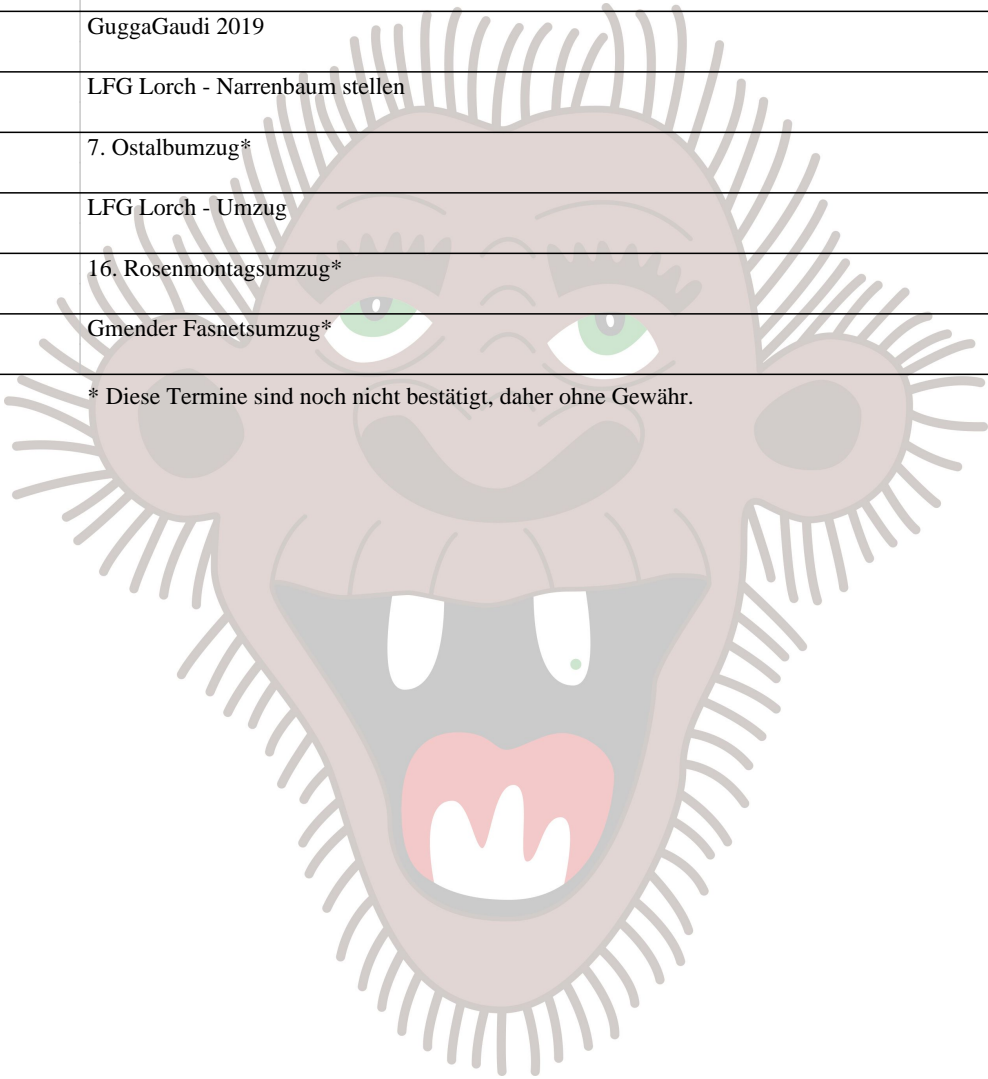 GuggaGaudi 2019
LFG Lorch - Narrenbaum stellen
7. Ostalbumzug*
LFG Lorch - Umzug
16. Rosenmontagsumzug*
Gmender Fasnetsumzug*
* Diese Termine sind noch nicht bestätigt, daher ohne Gewähr.